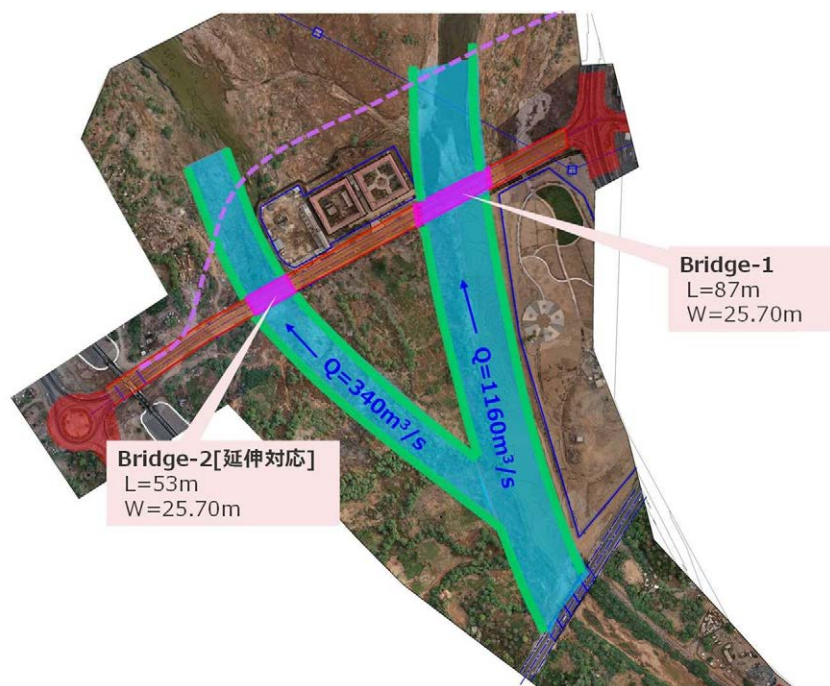 Bridge-1
L=87m
W=25.70m
Q=1160m³/s
Q=340m³/s
Bridge-2[延伸対応]
L=53m
W=25.70m